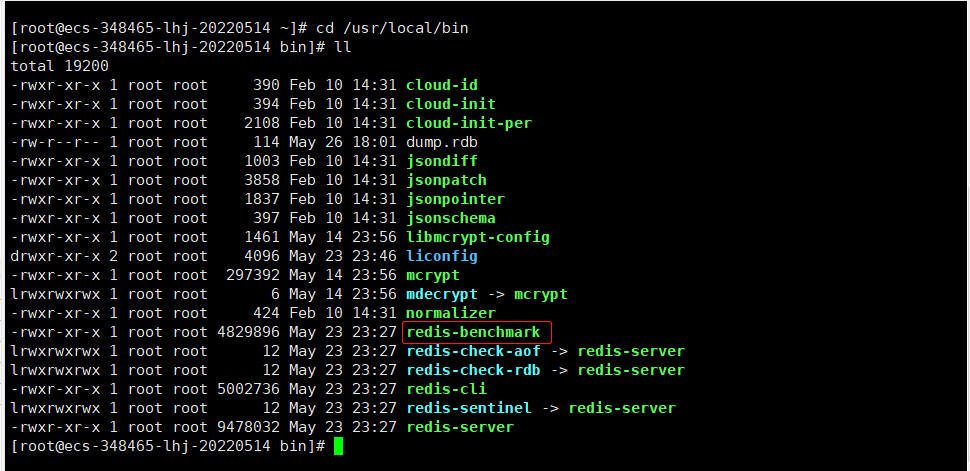 [root@ecs-348465-lhj-20220514 ~]# cd /usr/local/bin
[root@ecs-348465-lhj-20220514 bin]# ll
total 19200
-rwxr-xr-x 1 root root     390 Feb 10 14:31 cloud-id
-rwxr-xr-x 1 root root     394 Feb 10 14:31 cloud-init
-rwxr-xr-x 1 root root    2108 Feb 10 14:31 cloud-init-per
-rw-r--r-- 1 root root     114 May 26 18:01 dump.rdb
-rwxr-xr-x 1 root root    1003 Feb 10 14:31 jsondiff
-rwxr-xr-x 1 root root    3858 Feb 10 14:31 jsonpatch
-rwxr-xr-x 1 root root    1837 Feb 10 14:31 jsonpointer
-rwxr-xr-x 1 root root     397 Feb 10 14:31 jsonschema
-rwxr-xr-x 1 root root    1461 May 14 23:56 libmcrypt-config
drwxr-xr-x 2 root root    4096 May 23 23:46 liconfig
-rwxr-xr-x 1 root root  297392 May 14 23:56 mcrypt
lrwxrwxrwx 1 root root       6 May 14 23:56 mdecrypt -> mcrypt
-rwxr-xr-x 1 root root     424 Feb 10 14:31 normalizer
-rwxr-xr-x 1 root root 4829896 May 23 23:27 redis-benchmark
lrwxrwxrwx 1 root root      12 May 23 23:27 redis-check-aof -> redis-server
lrwxrwxrwx 1 root root      12 May 23 23:27 redis-check-rdb -> redis-server
-rwxr-xr-x 1 root root 5002736 May 23 23:27 redis-cli
lrwxrwxrwx 1 root root      12 May 23 23:27 redis-sentinel -> redis-server
-rwxr-xr-x 1 root root 9478032 May 23 23:27 redis-server
[root@ecs-348465-lhj-20220514 bin]#